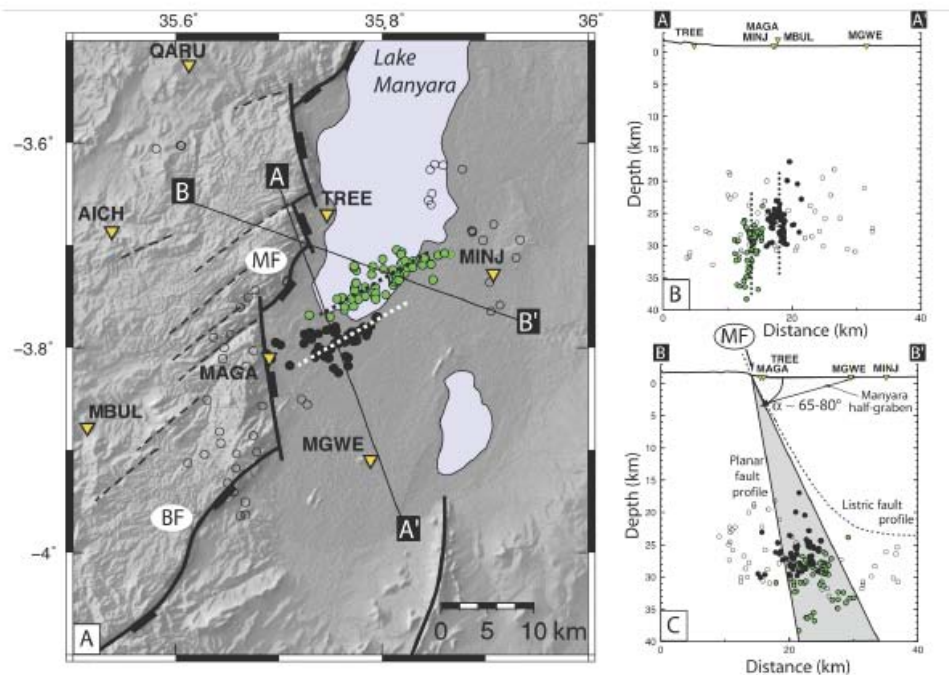 35.6 35.8 36
QARU
Lake
Manyara
-3.6
B
A
TREE
AICH
MF
MINJ
B'
-3.8
MAGA
MBUL
MGWE
A'
BF
-4
0 5 10 km
A
A A'
MAGA
TREE MINJ MBUL MGWE
0
5
10
15
20
25
30
35
40
Depth (km)
B
0 20 40
Distance (km)
MF
B B'
TREE
MAGA MGWE MINJ
α ~ 65-80°
Manyara
half-graben
0
5
10
15
20
25
30
35
40
Depth (km)
Planar
fault
profile
Listric fault
profile
C
0 10 20 30 40
Distance (km)